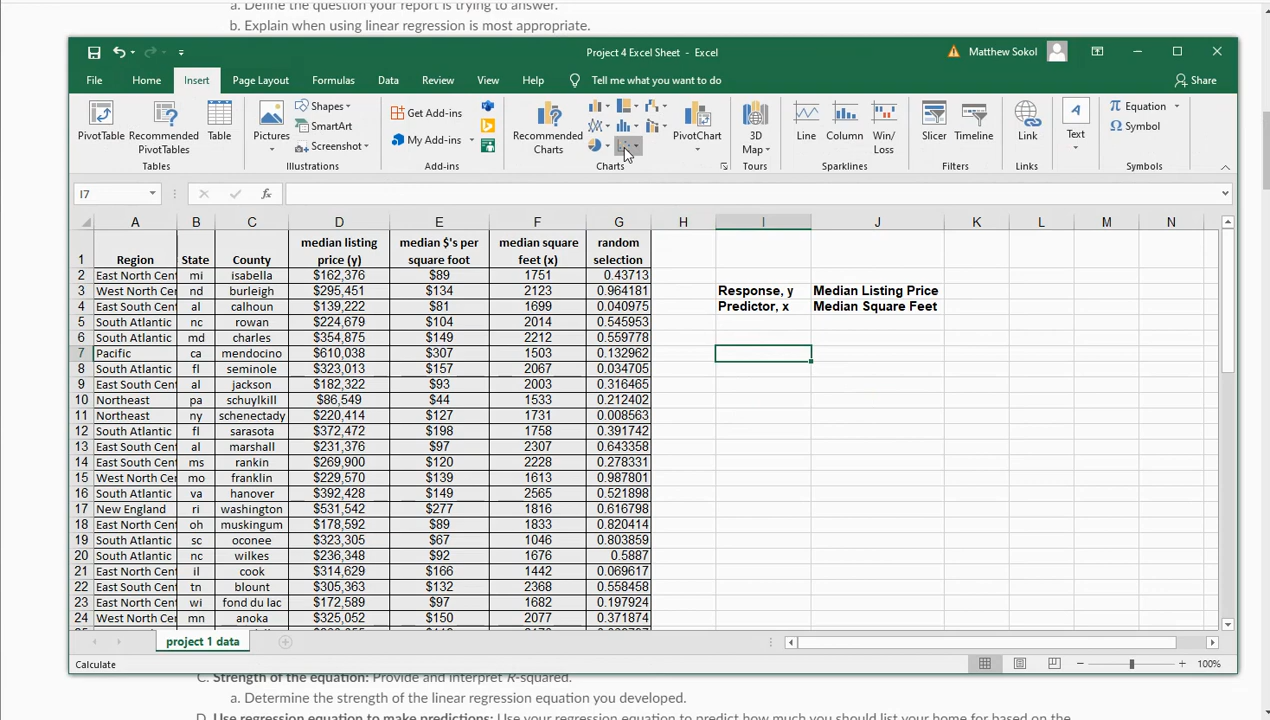 a. Define the question your report is trying to answer.
b. Explain when using linear regression is most appropriate.
Project 4 Excel Sheet - Excel
Matthew Sokol
File Home Insert Page Layout Formulas Data Review View Help Tell me what you want to do Share
PivotTable Recommended PivotTables Table
Tables
Pictures Shapes SmartArt Screenshot
Illustrations
Get Add-ins
My Add-ins
Add-ins
Recommended Charts
PivotChart
Charts
3D Map
Tours
Line Column Win/Loss
Sparklines
Slicer Timeline
Filters
Link
Links
Text
Equation
Symbol
Symbols
I7 fx
A B C D E F G H I J K L M N
1 Region State County median listing price (y) median $'s per square foot median square feet (x) random selection
2 East North Cent mi isabella $162,376 $89 1751 0.43713
3 West North Cer nd burleigh $295,451 $134 2123 0.964181 Response, y Median Listing Price
4 East South Cent al calhoun $139,222 $81 1699 0.040975 Predictor, x Median Square Feet
5 South Atlantic nc rowan $224,679 $104 2014 0.545953
6 South Atlantic md charles $354,875 $149 2212 0.559778
7 Pacific ca mendocino $610,038 $307 1503 0.132962
8 South Atlantic fl seminole $323,013 $157 2067 0.034705
9 East South Cent al jackson $182,322 $93 2003 0.316465
10 Northeast pa schuylkill $86,549 $44 1533 0.212402
11 Northeast ny schenectady $220,414 $127 1731 0.008563
12 South Atlantic fl sarasota $372,472 $198 1758 0.391742
13 East South Cent al marshall $231,376 $97 2307 0.643358
14 East South Cent ms rankin $269,900 $120 2228 0.278331
15 West North Cer mo franklin $229,570 $139 1613 0.987801
16 South Atlantic va hanover $392,428 $149 2565 0.521898
17 New England ri washington $531,542 $277 1816 0.616798
18 East North Cent oh muskingum $178,592 $89 1833 0.820414
19 South Atlantic sc oconee $323,305 $67 1046 0.803859
20 South Atlantic nc wilkes $236,348 $92 1676 0.5887
21 East North Cent il cook $314,629 $166 1442 0.069617
22 East South Cent tn blount $305,363 $132 2368 0.558458
23 East North Cent wi fond du lac $172,589 $97 1682 0.197924
24 West North Cer mn anoka $325,052 $150 2077 0.371874
project 1 data
Calculate 100%
C. Strength of the equation: Provide and interpret R-squared.
a. Determine the strength of the linear regression equation you developed.
D. Use regression equation to make predictions: Use your regression equation to predict how much you should list your home for based on the